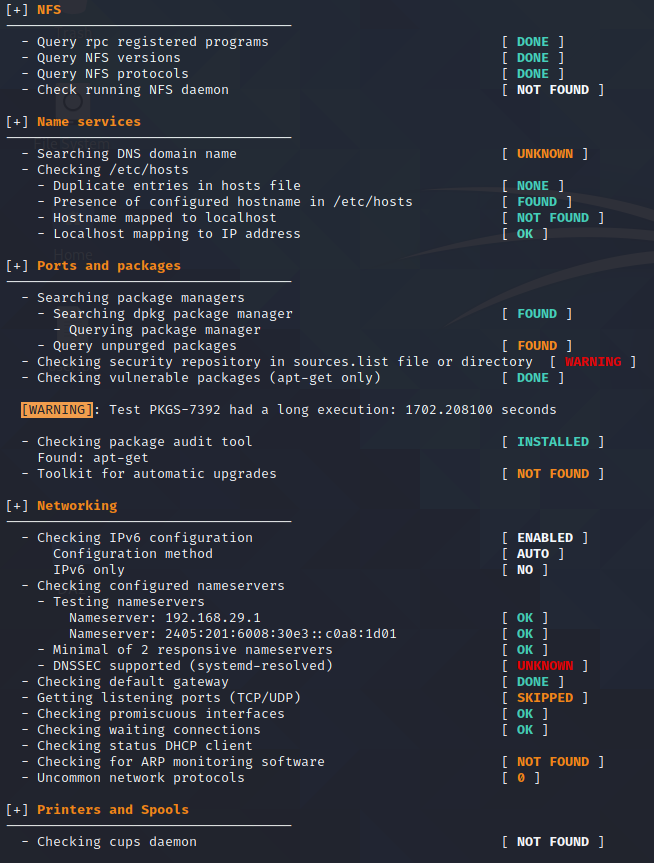 [+] NFS
- Query rpc registered programs [ DONE ]
- Query NFS versions [ DONE ]
- Query NFS protocols [ DONE ]
- Check running NFS daemon [ NOT FOUND ]
[+] Name services
- Searching DNS domain name [ UNKNOWN ]
- Checking /etc/hosts
- Duplicate entries in hosts file [ NONE ]
- Presence of configured hostname in /etc/hosts [ FOUND ]
- Hostname mapped to localhost [ NOT FOUND ]
- Localhost mapping to IP address [ OK ]
[+] Ports and packages
- Searching package managers
- Searching dpkg package manager [ FOUND ]
- Querying package manager
- Query unpurged packages [ FOUND ]
- Checking security repository in sources.list file or directory [ WARNING ]
- Checking vulnerable packages (apt-get only) [ DONE ]
[WARNING]: Test PKGS-7392 had a long execution: 1702.208100 seconds
- Checking package audit tool [ INSTALLED ]
Found: apt-get
- Toolkit for automatic upgrades [ NOT FOUND ]
[+] Networking
- Checking IPv6 configuration [ ENABLED ]
Configuration method [ AUTO ]
IPv6 only [ NO ]
- Checking configured nameservers
- Testing nameservers
Nameserver: 192.168.29.1 [ OK ]
Nameserver: 2405:201:6008:30e3::c0a8:1d01 [ OK ]
- Minimal of 2 responsive nameservers [ OK ]
- DNSSEC supported (systemd-resolved) [ UNKNOWN ]
- Checking default gateway [ DONE ]
- Getting listening ports (TCP/UDP) [ SKIPPED ]
- Checking promiscuous interfaces [ OK ]
- Checking waiting connections [ OK ]
- Checking status DHCP client
- Checking for ARP monitoring software [ NOT FOUND ]
- Uncommon network protocols [ 0 ]
[+] Printers and Spools
- Checking cups daemon [ NOT FOUND ]